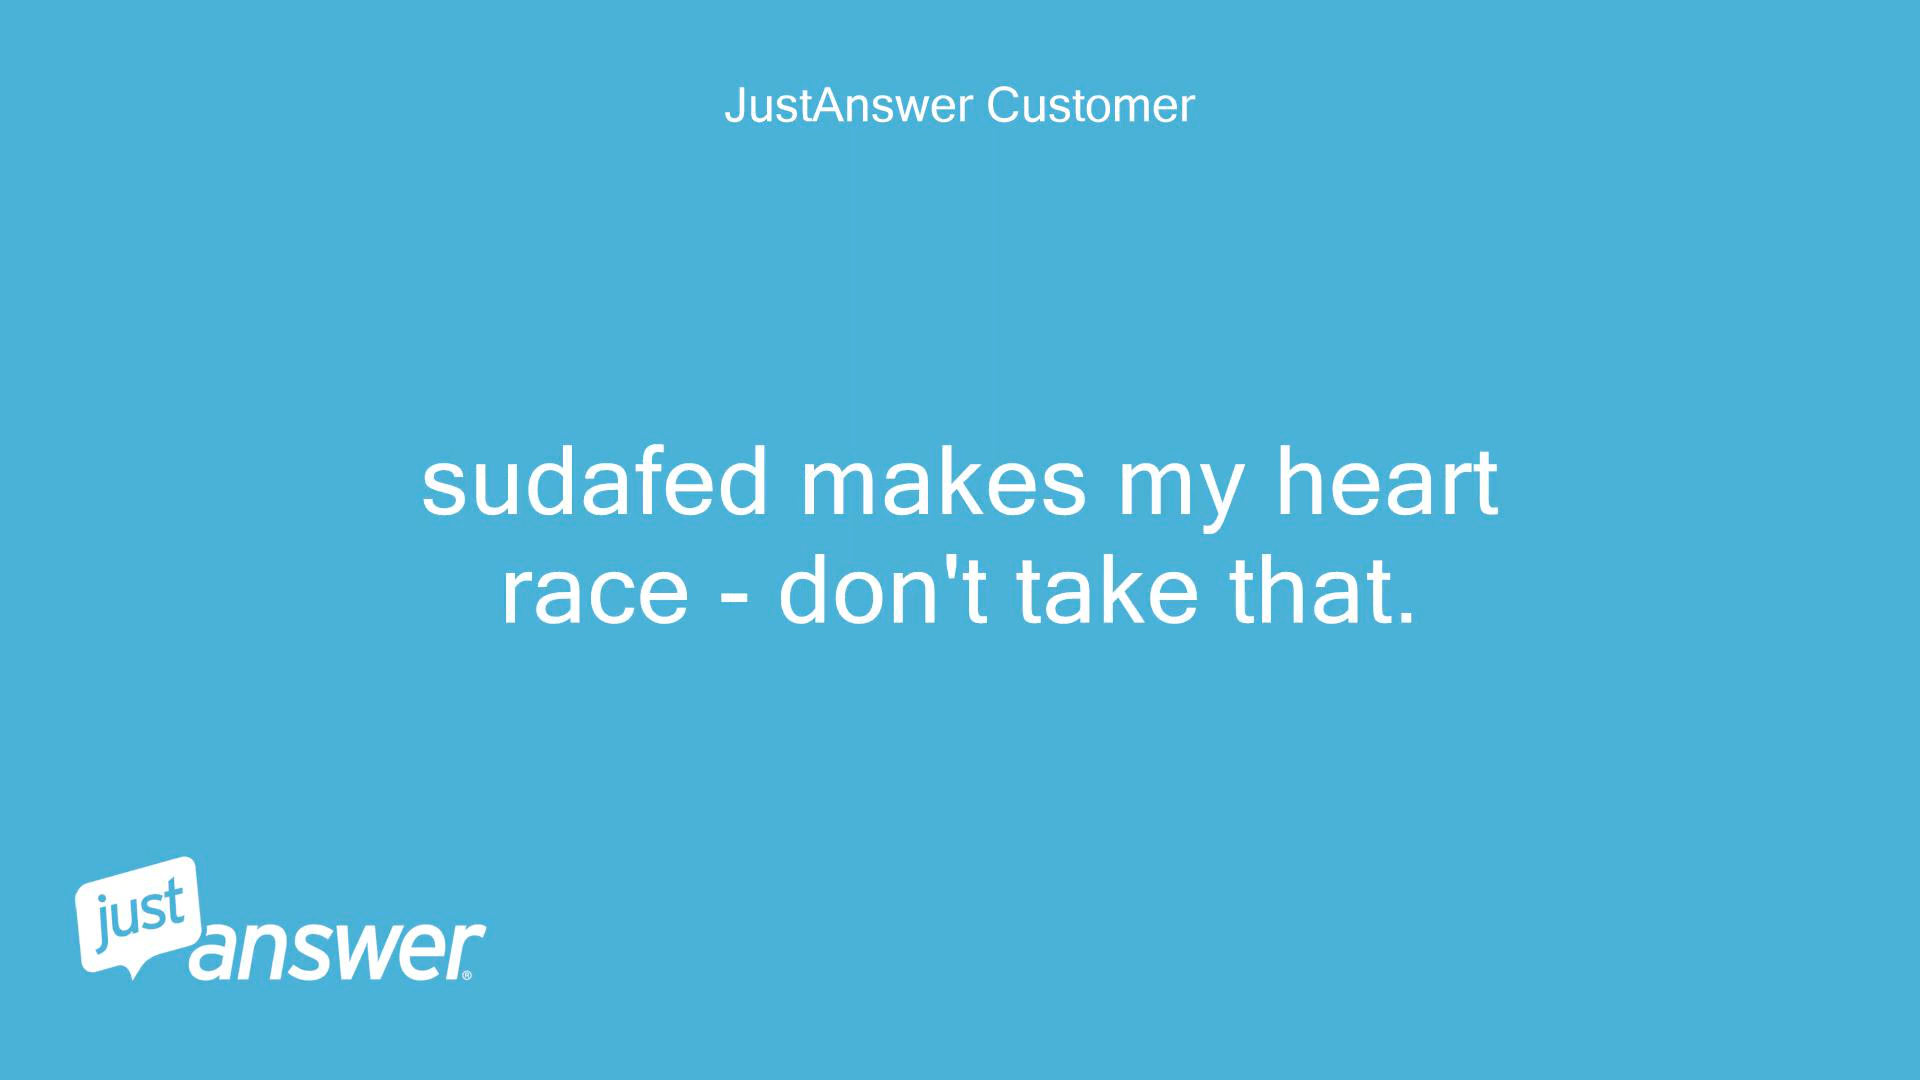 JustAnswer Customer
sudafed makes my heart
race - don't take that.
just
answer®